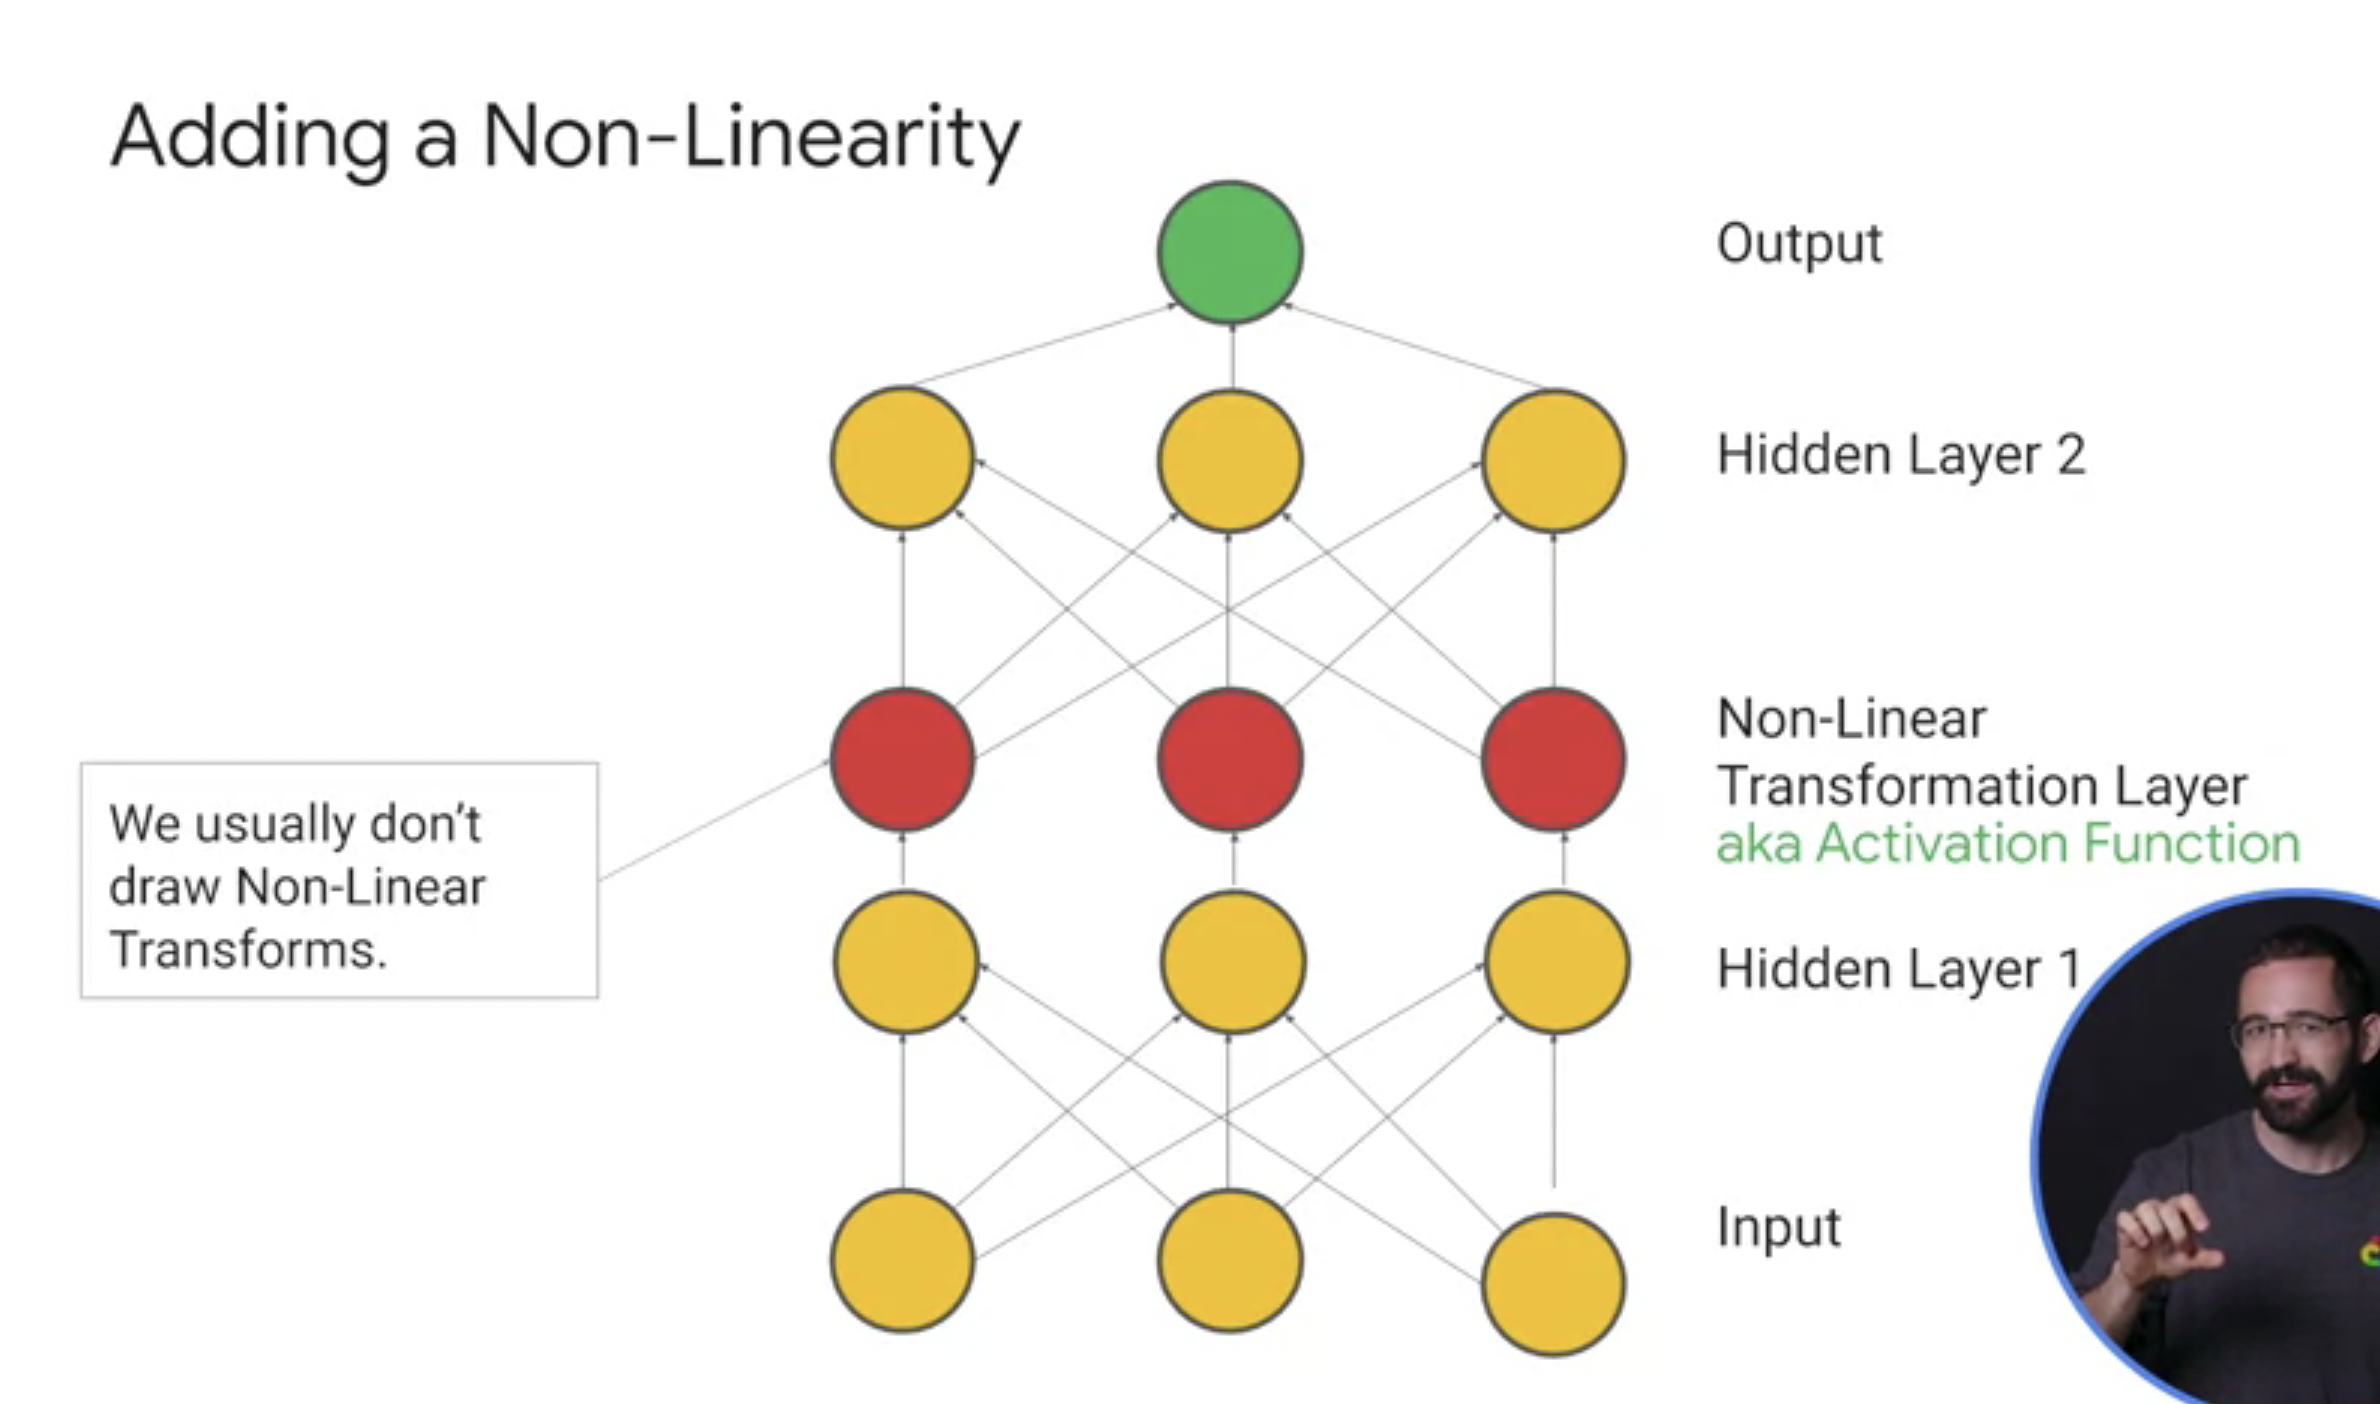 Adding a Non-Linearity
Output
Hidden Layer 2
Non-Linear
Transformation Layer
aka Activation Function
We usually don't
draw Non-Linear
Transforms.
Hidden Layer 1
Input